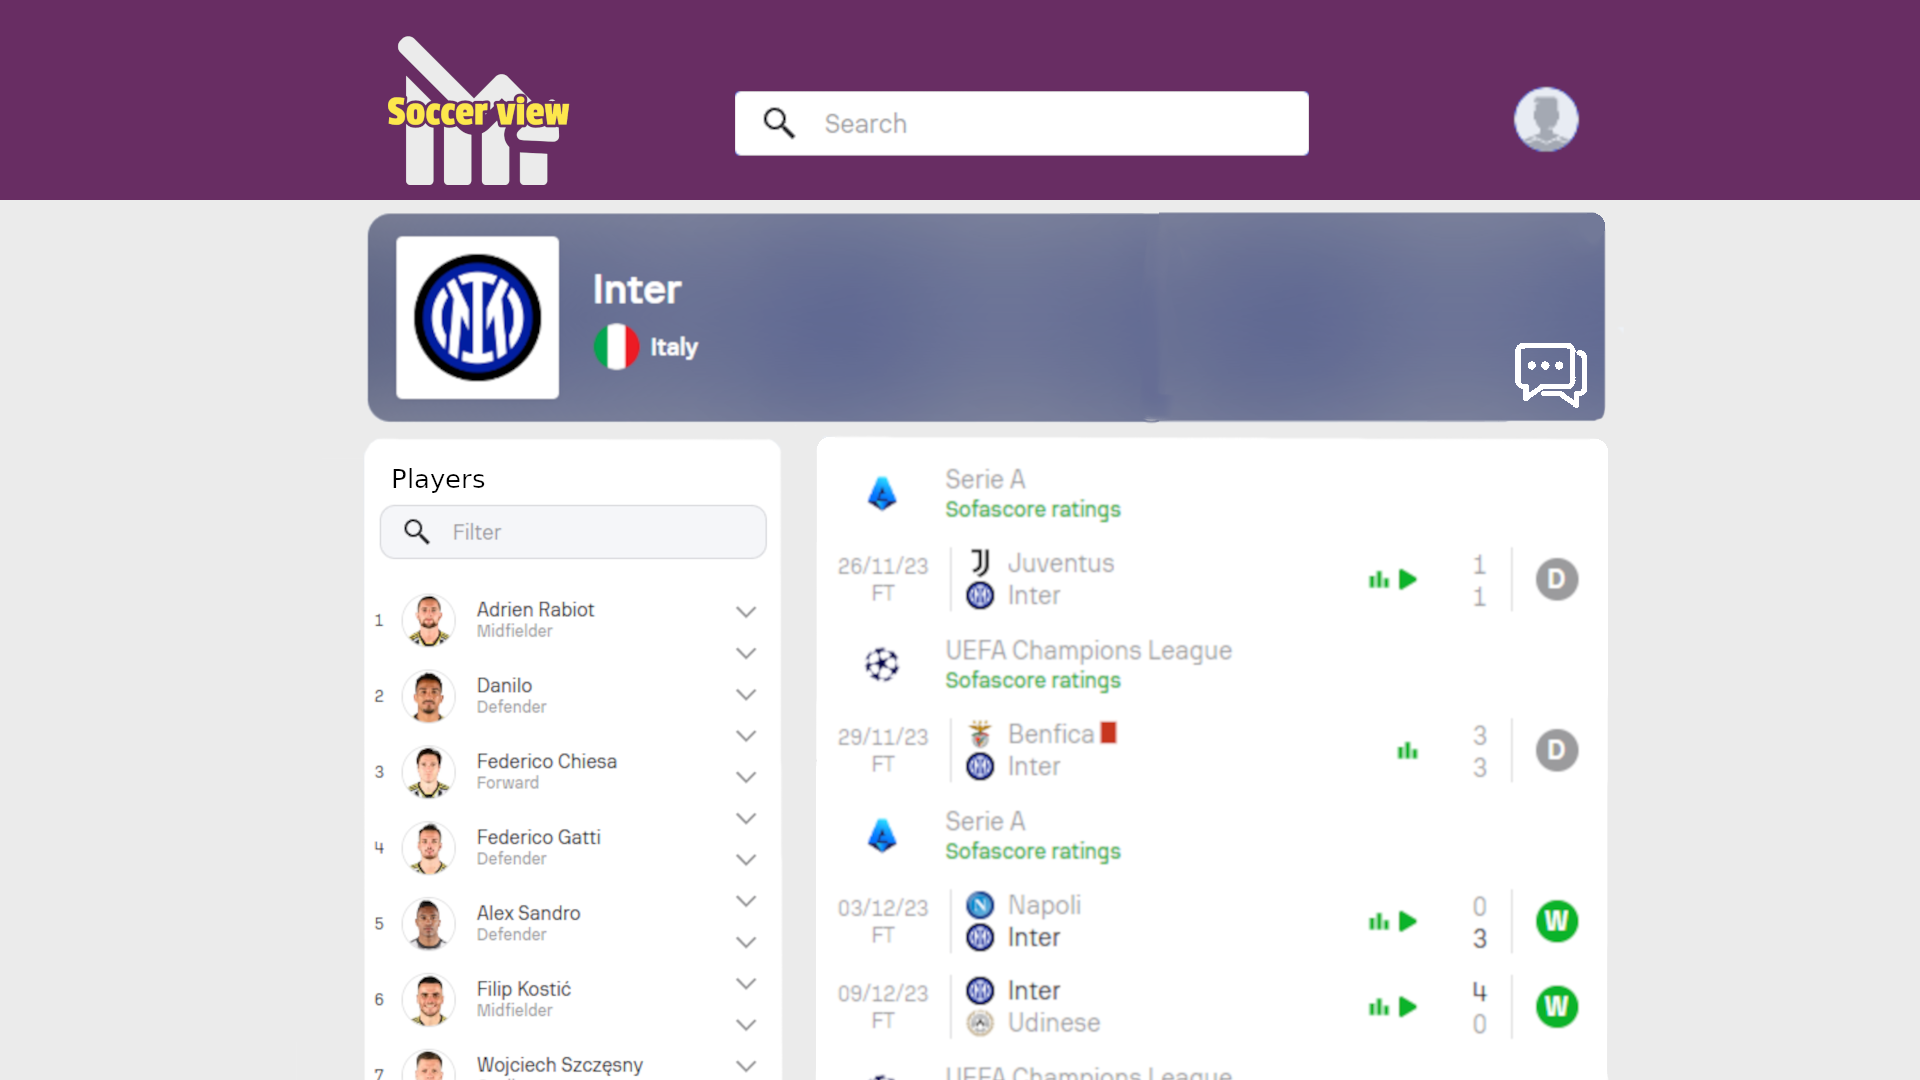 Soccer view
Search
Inter
Italy
Players
Filter
1
Adrien Rabiot
Midfielder
2
Danilo
Defender
3
Federico Chiesa
Forward
4
Federico Gatti
Defender
5
Alex Sandro
Defender
6
Filip Kostić
Midfielder
7
Wojciech Szczęsny
Serie A
Sofascore ratings
26/11/23
FT
Juventus
Inter
1
1
D
UEFA Champions League
Sofascore ratings
29/11/23
FT
Benfica
Inter
3
3
D
Serie A
Sofascore ratings
03/12/23
FT
Napoli
Inter
0
3
W
09/12/23
FT
Inter
Udinese
4
0
W
UEFA Champions League